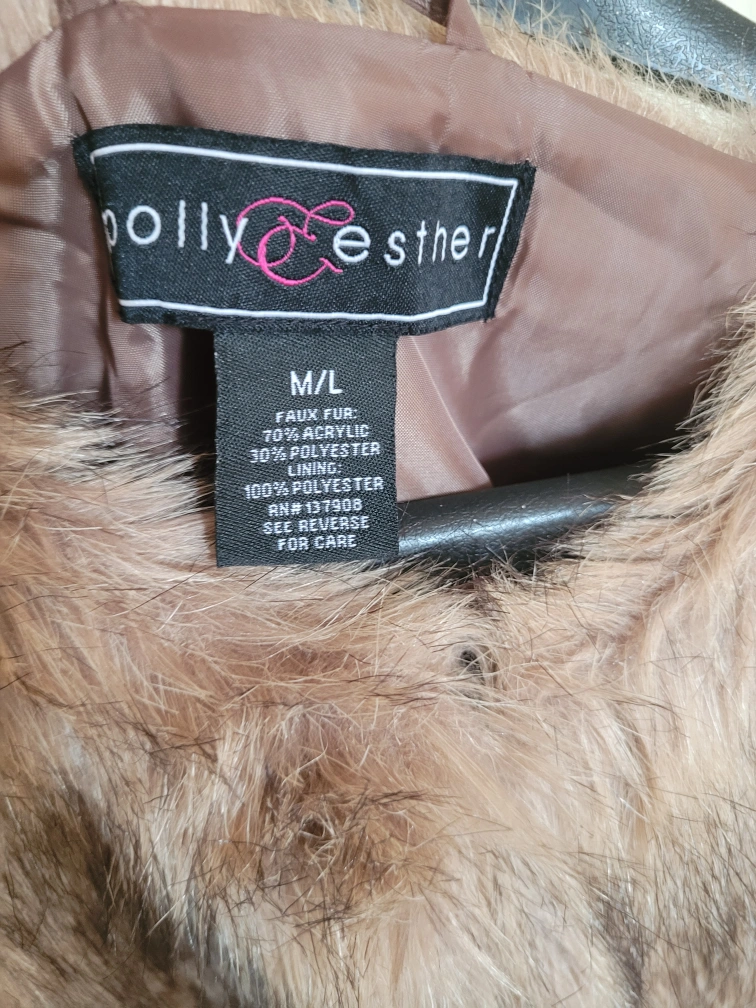 polly & esther
M/L
FAUX FUR:
70% ACRYLIC
30% POLYESTER
LINING:
100% POLYESTER
RN# 137908
SEE REVERSE
FOR CARE